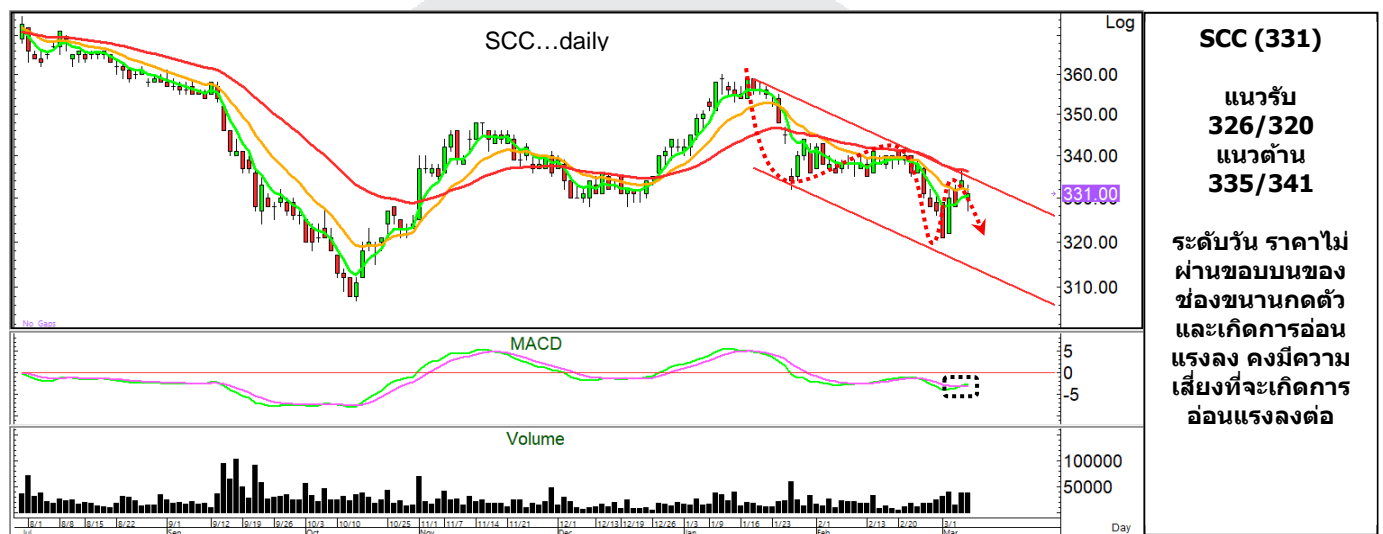 SCC...daily
Log
360.00
350.00
340.00
331.00
320.00
310.00
No Gaps
MACD
5
0
-5
Volume
100000
50000
8/1 8/8 8/15 8/22 9/1 9/12 9/19 9/26 10/3 10/10 10/25 11/1 11/7 11/14 11/21 12/1 12/13 12/19 12/26 1/3 1/9 1/16 1/23 2/1 2/13 2/20 3/1
Jul Sep Oct Nov Dec Jan Feb Mar
Day
SCC (331)
แนวรับ
326/320
แนวต้าน
335/341
ระดับวัน ราคาไม่
ผ่านขอบบนของ
ช่องขนานกดตัว
และเกิดการอ่อน
แรงลง คงมีความ
เสี่ยงที่จะเกิดการ
อ่อนแรงลงต่อ